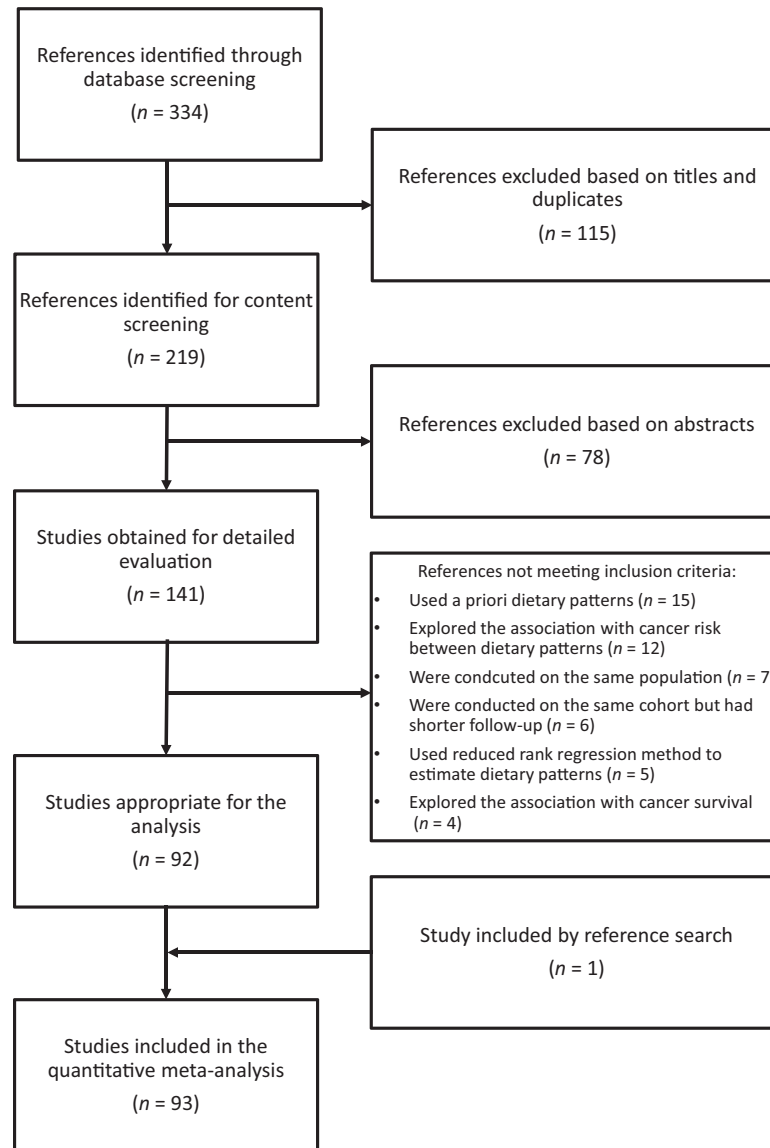 References identified through
database screening
(n = 334)
References excluded based on titles and
duplicates
(n = 115)
References identified for content
screening
(n = 219)
References excluded based on abstracts
(n = 78)
Studies obtained for detailed
evaluation
(n = 141)
References not meeting inclusion criteria:
• Used a priori dietary patterns (n = 15)
• Explored the association with cancer risk
between dietary patterns (n = 12)
• Were condcuted on the same population (n = 7
• Were conducted on the same cohort but had
shorter follow-up (n = 6)
• Used reduced rank regression method to
estimate dietary patterns (n = 5)
• Explored the association with cancer survival
(n = 4)
Studies appropriate for the
analysis
(n = 92)
Study included by reference search
(n = 1)
Studies included in the
quantitative meta-analysis
(n = 93)